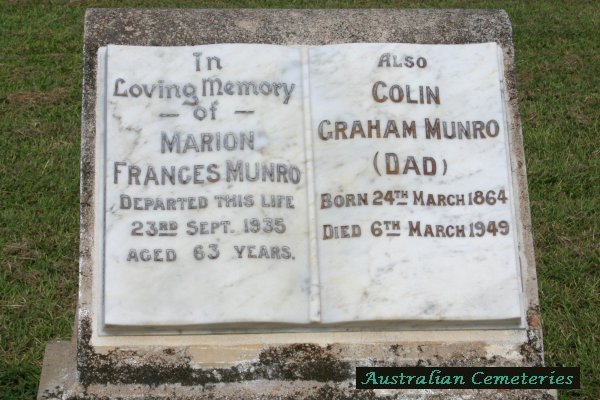 In
Loving Memory
— of —
MARION
FRANCES MUNRO
DEPARTED THIS LIFE
23RD SEPT. 1935
AGED 63 YEARS.
ALSO
COLIN
GRAHAM MUNRO
(DAD)
BORN 24TH MARCH 1864
DIED 6TH MARCH 1949
Australian Cemeteries